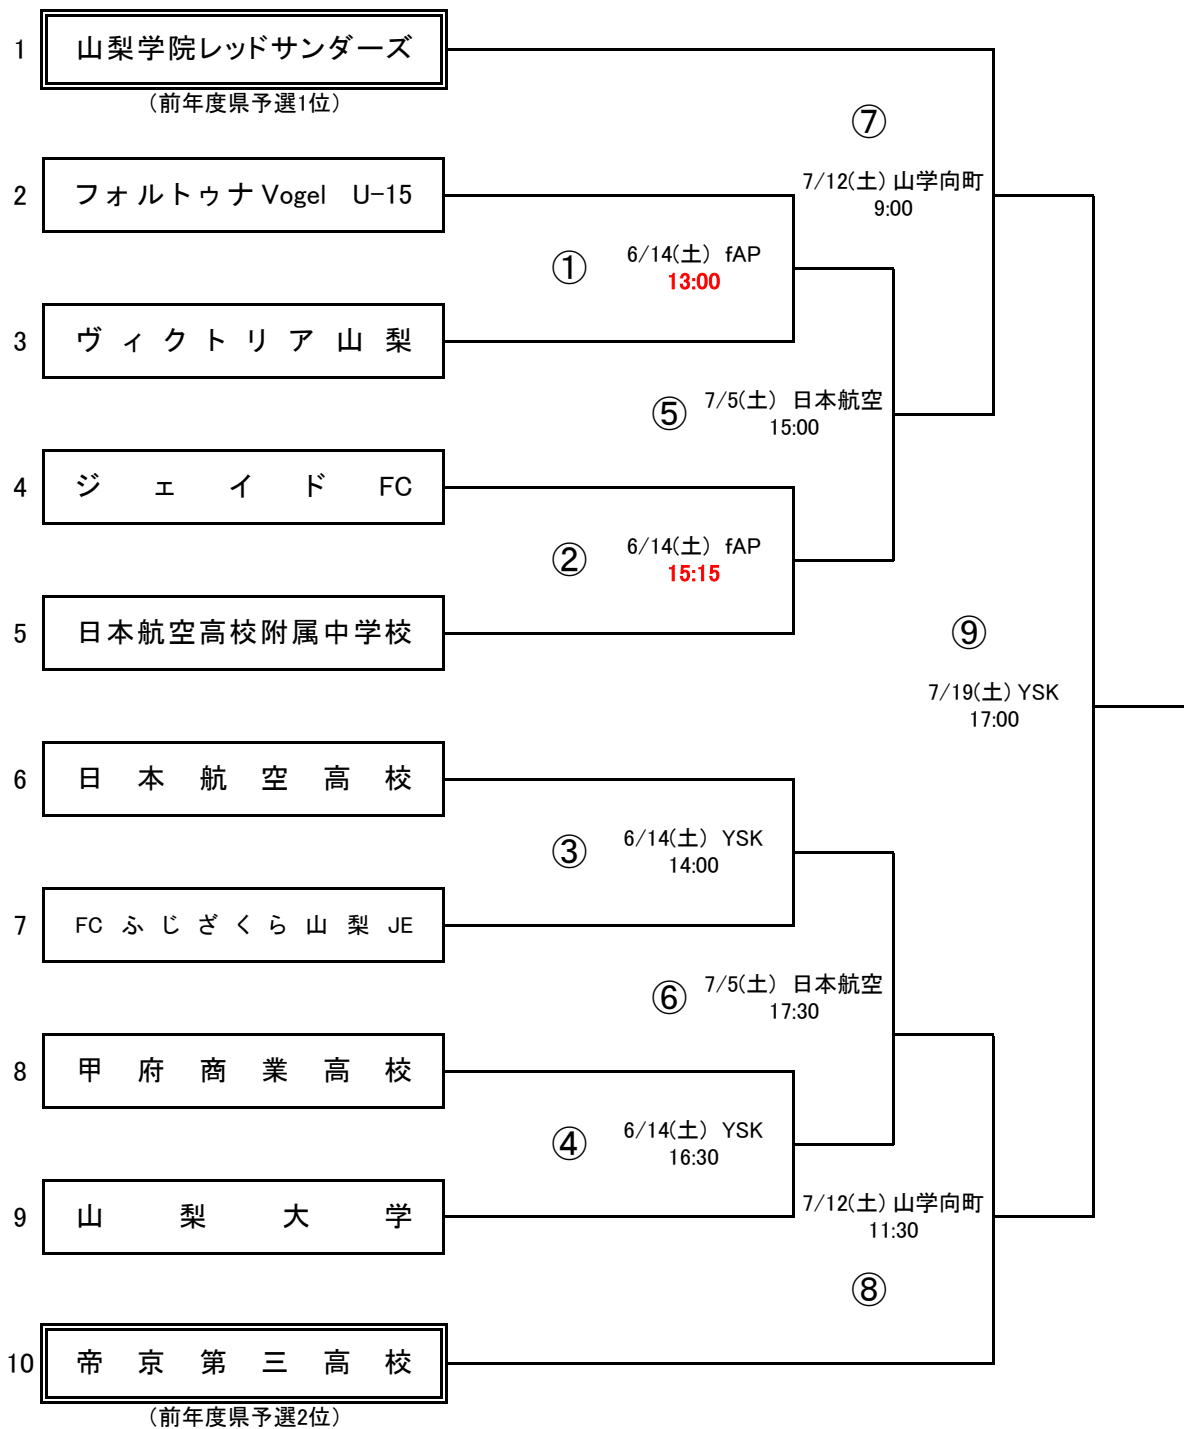 1 山梨学院レッドサンダーズ
(前年度県予選1位)
⑦
7/12(土) 山学向町
9:00
2 フォルトゥナVogel U-15
① 6/14(土) fAP
13:00
3 ヴィクトリア山梨
⑤ 7/5(土) 日本航空
15:00
4 ジェイドFC
② 6/14(土) fAP
15:15
5 日本航空高校附属中学校
⑨
7/19(土) YSK
17:00
6 日本航空高校
③ 6/14(土) YSK
14:00
7 FCふじざくら山梨JE
⑥ 7/5(土) 日本航空
17:30
8 甲府商業高校
④ 6/14(土) YSK
16:30
9 山梨大学
7/12(土) 山学向町
11:30
⑧
10 帝京第三高校
(前年度県予選2位)